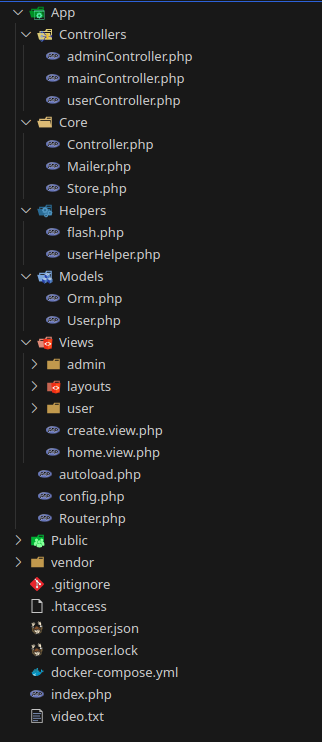 App
Controllers
adminController.php
mainController.php
userController.php
Core
Controller.php
Mailer.php
Store.php
Helpers
flash.php
userHelper.php
Models
Orm.php
User.php
Views
admin
layouts
user
create.view.php
home.view.php
autoload.php
config.php
Router.php
Public
vendor
.gitignore
.htaccess
composer.json
composer.lock
docker-compose.yml
index.php
video.txt